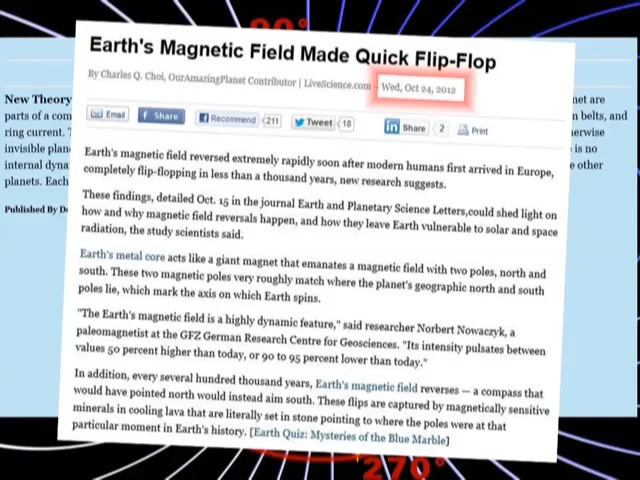 90°
Earth's Magnetic Field Made Quick Flip-Flop
By Charles Q. Choi, OurAmazingPlanet Contributor | LiveScience.com – Wed, Oct 24, 2012
Email Share Recommend 211 Tweet 18 Share 2 Print
Earth's magnetic field reversed extremely rapidly soon after modern humans first arrived in Europe,
completely flip-flopping in less than a thousand years, new research suggests.
These findings, detailed Oct. 15 in the journal Earth and Planetary Science Letters,could shed light on
how and why magnetic field reversals happen, and how they leave Earth vulnerable to solar and space
radiation, the study scientists said.
Earth's metal core acts like a giant magnet that emanates a magnetic field with two poles, north and
south. These two magnetic poles very roughly match where the planet's geographic north and south
poles lie, which mark the axis on which Earth spins.
"The Earth's magnetic field is a highly dynamic feature," said researcher Norbert Nowaczyk, a
paleomagnetist at the GFZ German Research Centre for Geosciences. "Its intensity pulsates between
values 50 percent higher than today, or 90 to 95 percent lower than today."
In addition, every several hundred thousand years, Earth's magnetic field reverses — a compass that
would have pointed north would instead aim south. These flips are captured by magnetically sensitive
minerals in cooling lava that are literally set in stone pointing to where the poles were at that
particular moment in Earth's history. [Earth Quiz: Mysteries of the Blue Marble]
New Theory
parts of a com
ring current.
invisible plan
internal dyna
planets. Each
Published By
net are
n belts, and
herwise
is no
e other
270°